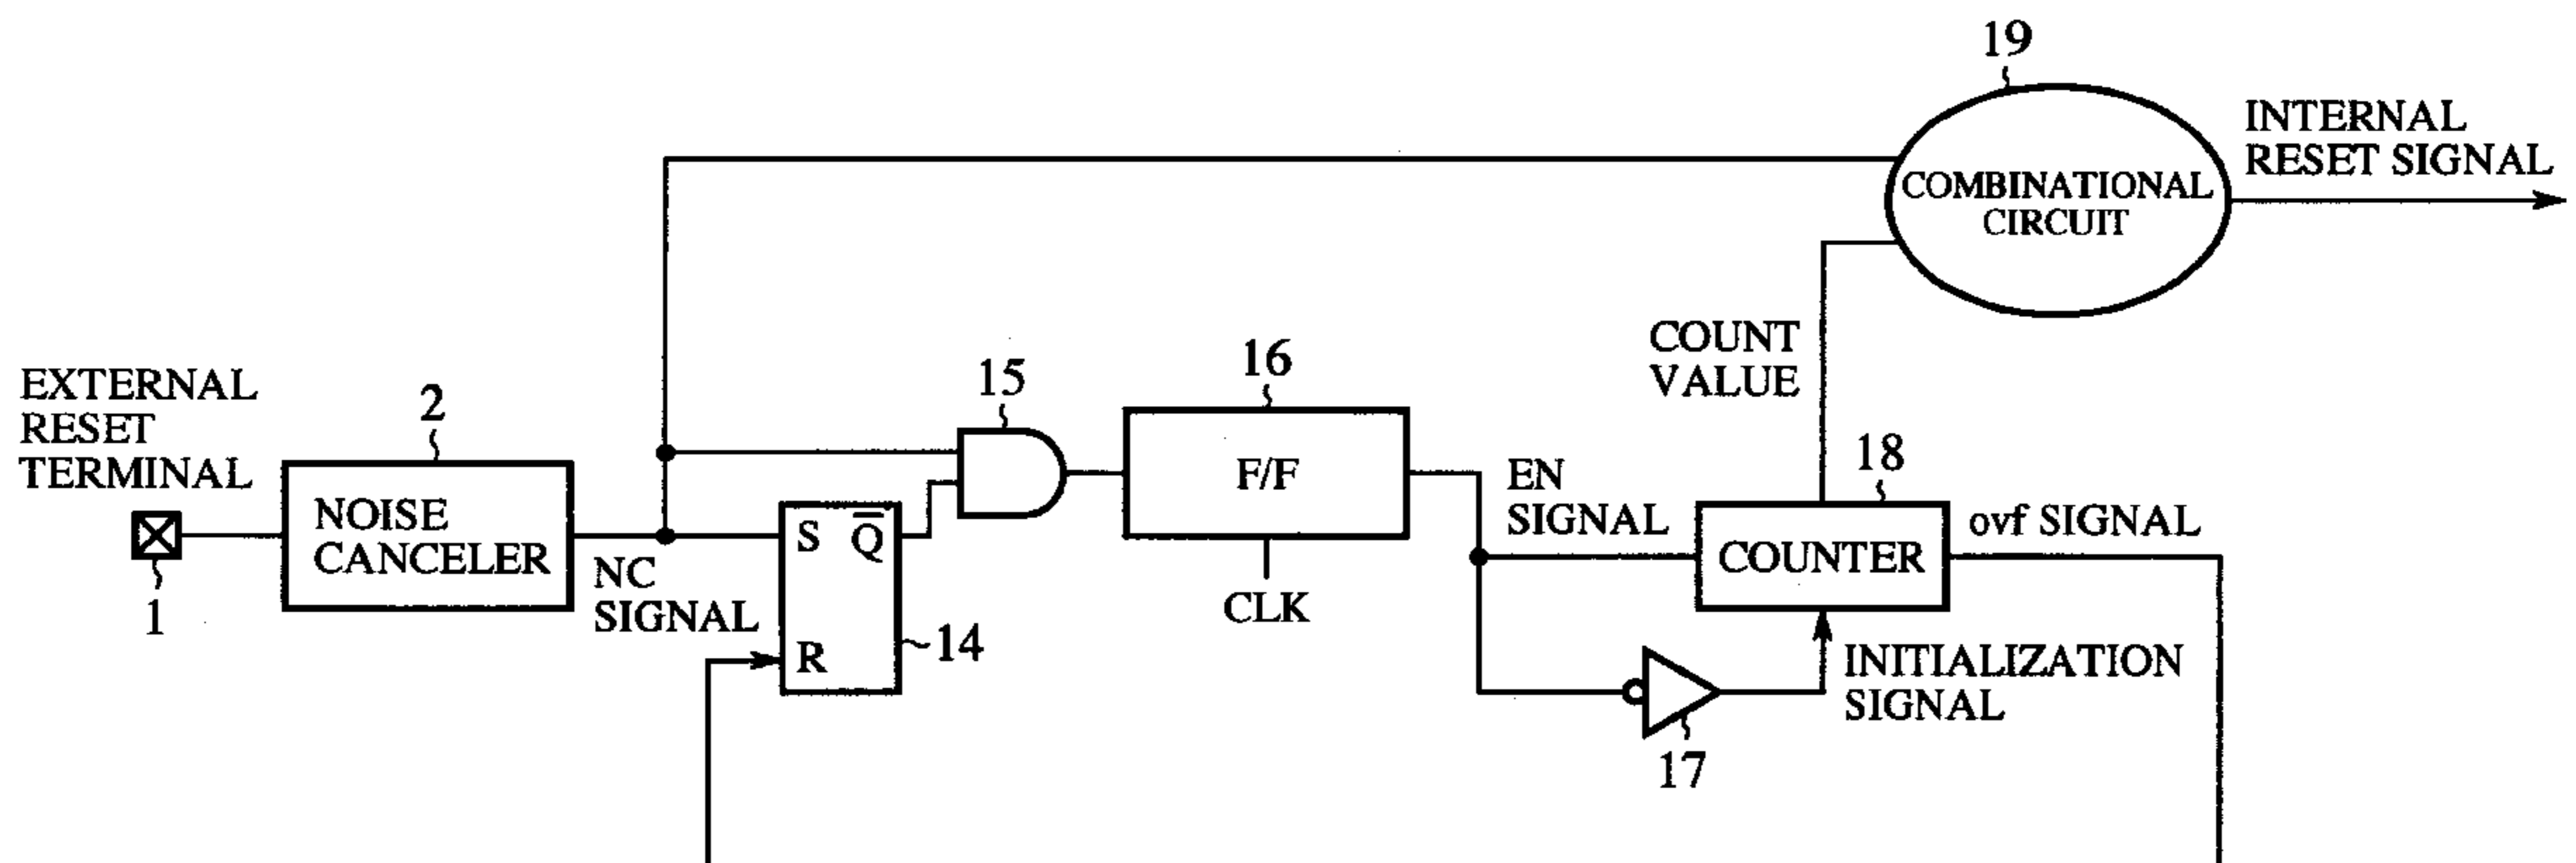 19
INTERNAL
RESET SIGNAL
COMBINATIONAL
CIRCUIT
COUNT
VALUE
EXTERNAL
RESET
TERMINAL
2
15
16
18
NOISE
CANCELER
1
NC
SIGNAL
S Q̅
R
14
F/F
CLK
EN
SIGNAL
COUNTER
ovf SIGNAL
INITIALIZATION
SIGNAL
17